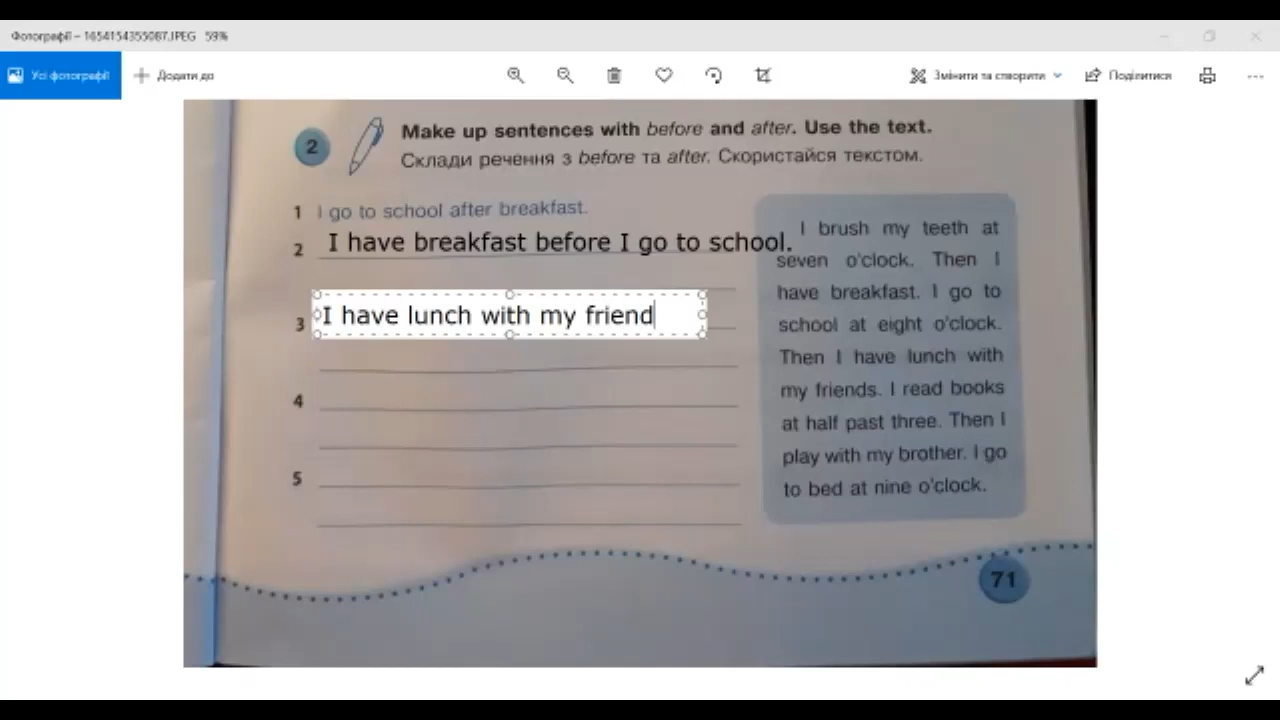 Фотографії – 1654154355087.JPEG 59%
Усі фотографії
Додати до
Змінити та створити
Поділитися
2
Make up sentences with before and after. Use the text.
Склади речення з before та after. Скористайся текстом.
1 I go to school after breakfast.
2 I have breakfast before I go to school.
3 I have lunch with my friend
4
5
I brush my teeth at
seven o'clock. Then I
have breakfast. I go to
school at eight o'clock.
Then I have lunch with
my friends. I read books
at half past three. Then I
play with my brother. I go
to bed at nine o'clock.
71